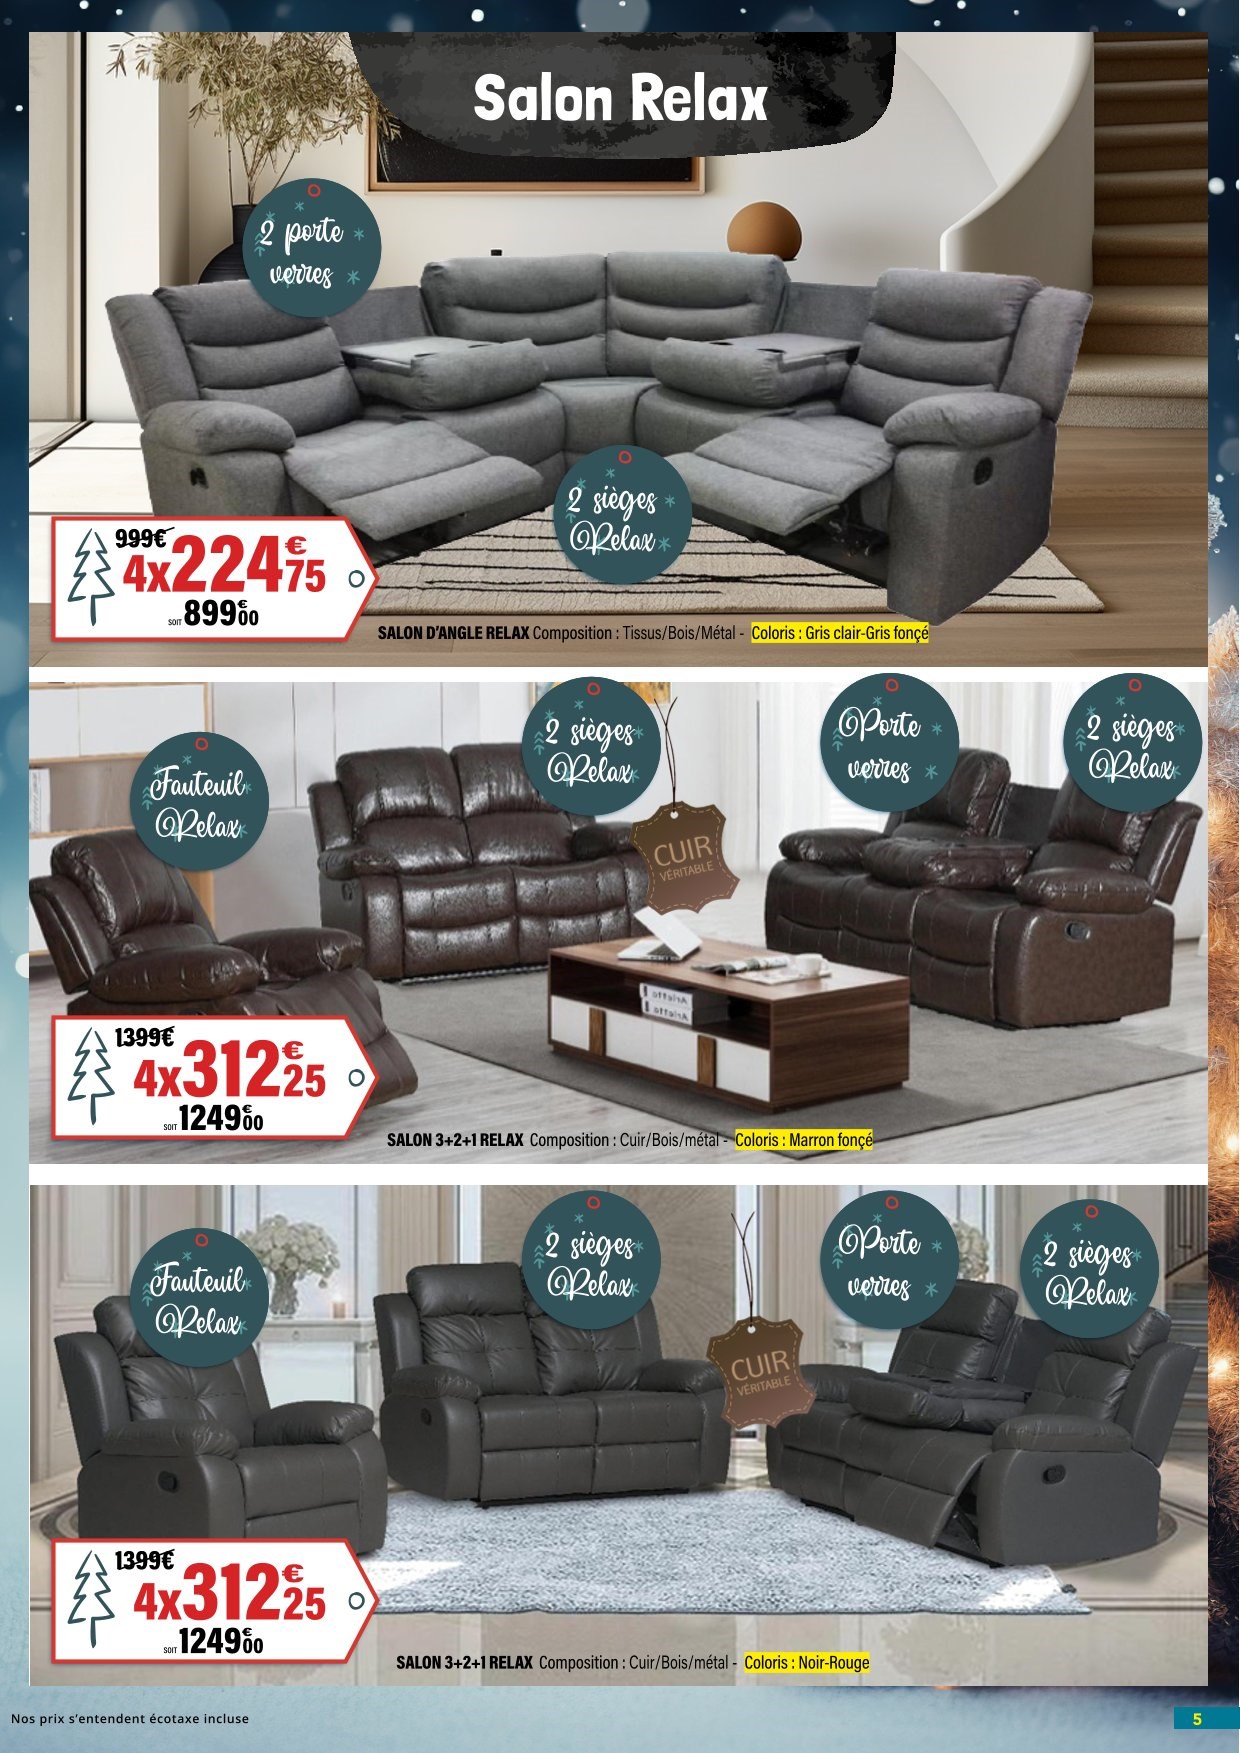 Salon Relax
2 porte
verres
2 sièges
Relax
999€
4x224€75
SOIT 899€00
SALON D'ANGLE RELAX Composition : Tissus/Bois/Métal - Coloris : Gris clair-Gris fonçé
Fauteuil
Relax
2 sièges
Relax
Porte
verres
2 sièges
Relax
CUIR
VÉRITABLE
1399€
4x312€25
SOIT 1249€00
SALON 3+2+1 RELAX Composition : Cuir/Bois/métal - Coloris : Marron fonçé
Fauteuil
Relax
2 sièges
Relax
Porte
verres
2 sièges
Relax
CUIR
VÉRITABLE
1399€
4x312€25
SOIT 1249€00
SALON 3+2+1 RELAX Composition : Cuir/Bois/métal - Coloris : Noir-Rouge
Nos prix s'entendent écotaxe incluse
5